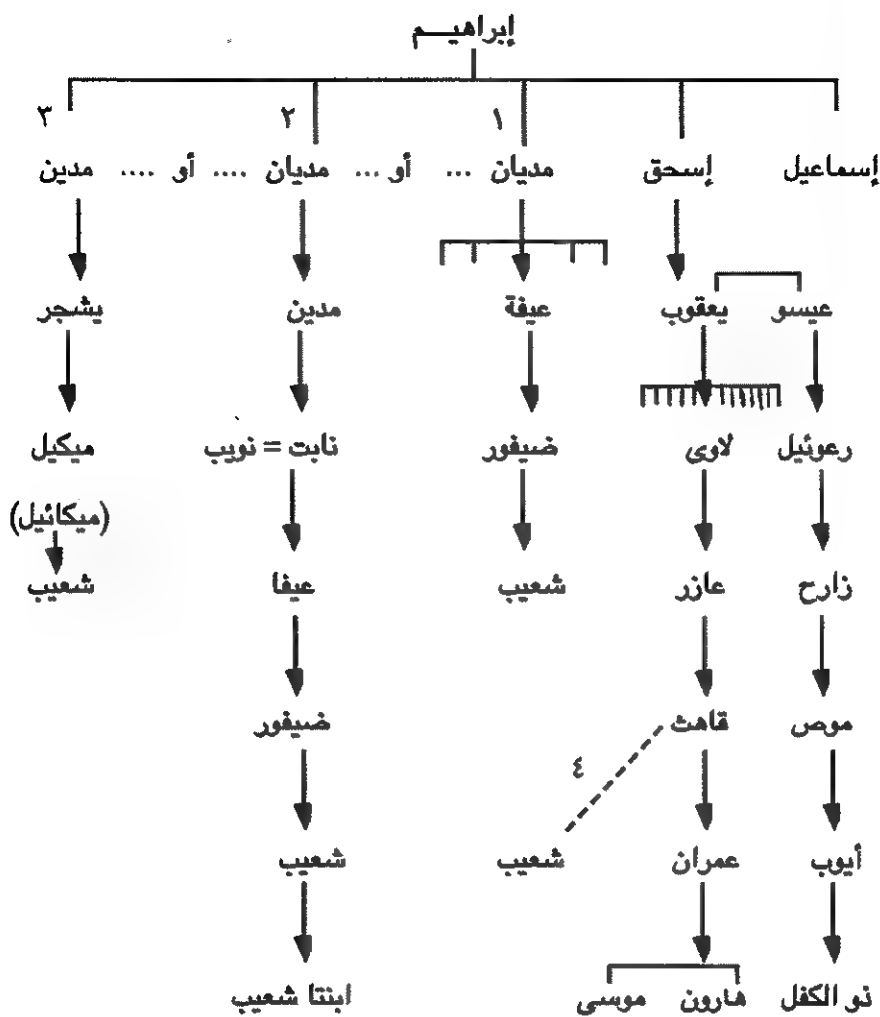 إبراهيم
١ ٢ ٣
إسماعيل إسحق مديان ... أو ... مديان .... أو .... مدين
عيسو يعقوب عيفة مدين يشجر
رعوئيل لاوى ضيفور نابت = نويب ميكيل
(ميكائيل)
زارح عازر شعيب عيفا شعيب
موص قاهث ضيفور
٤
أيوب عمران شعيب شعيب
ذو الكفل هارون موسى ابنتا شعيب